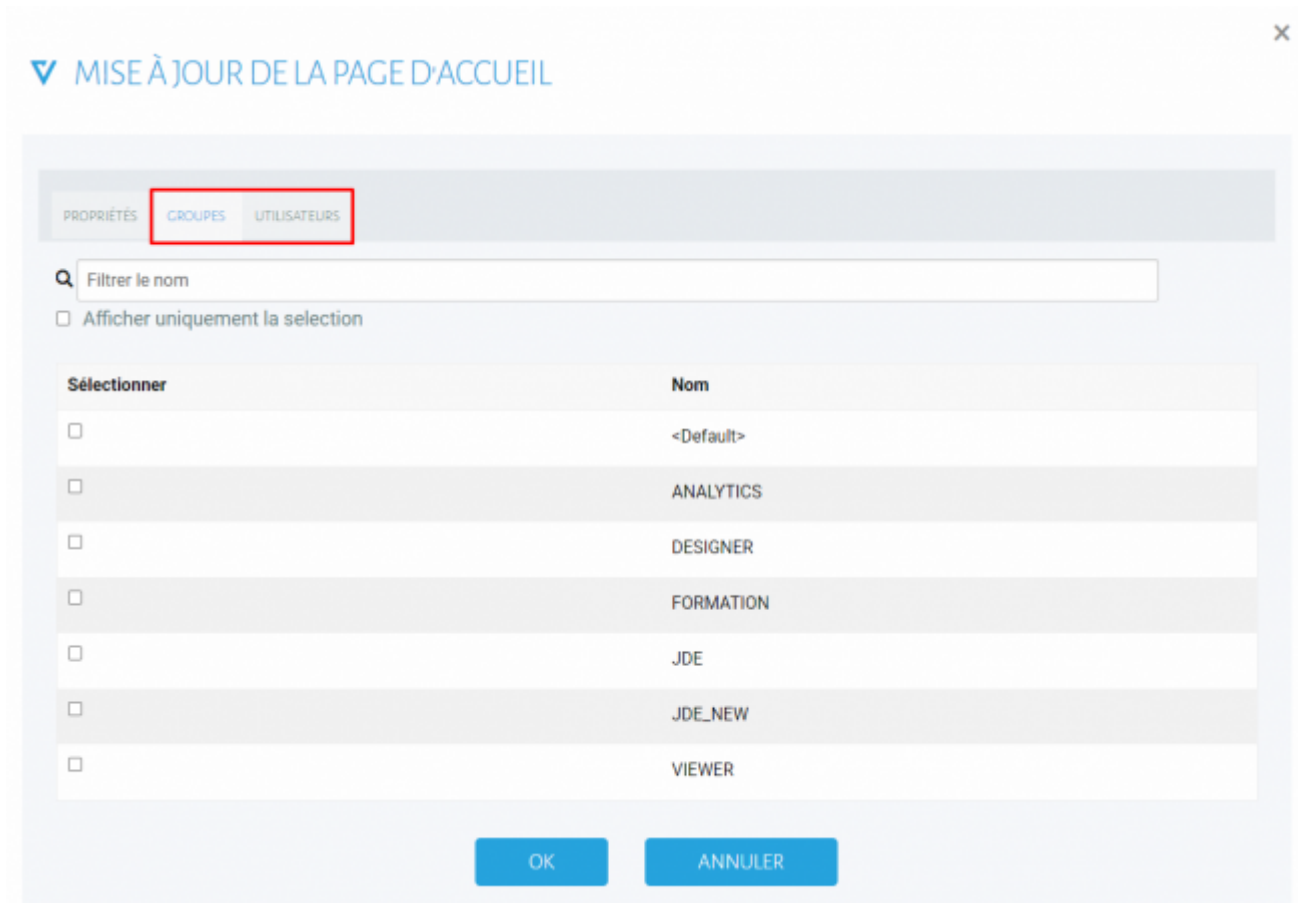 MISE À JOUR DE LA PAGE D'ACCUEIL
PROPRIÉTÉS GROUPES UTILISATEURS
Filtrer le nom
Afficher uniquement la selection
Sélectionner Nom
<Default>
ANALYTICS
DESIGNER
FORMATION
JDE
JDE_NEW
VIEWER
OK ANNULER